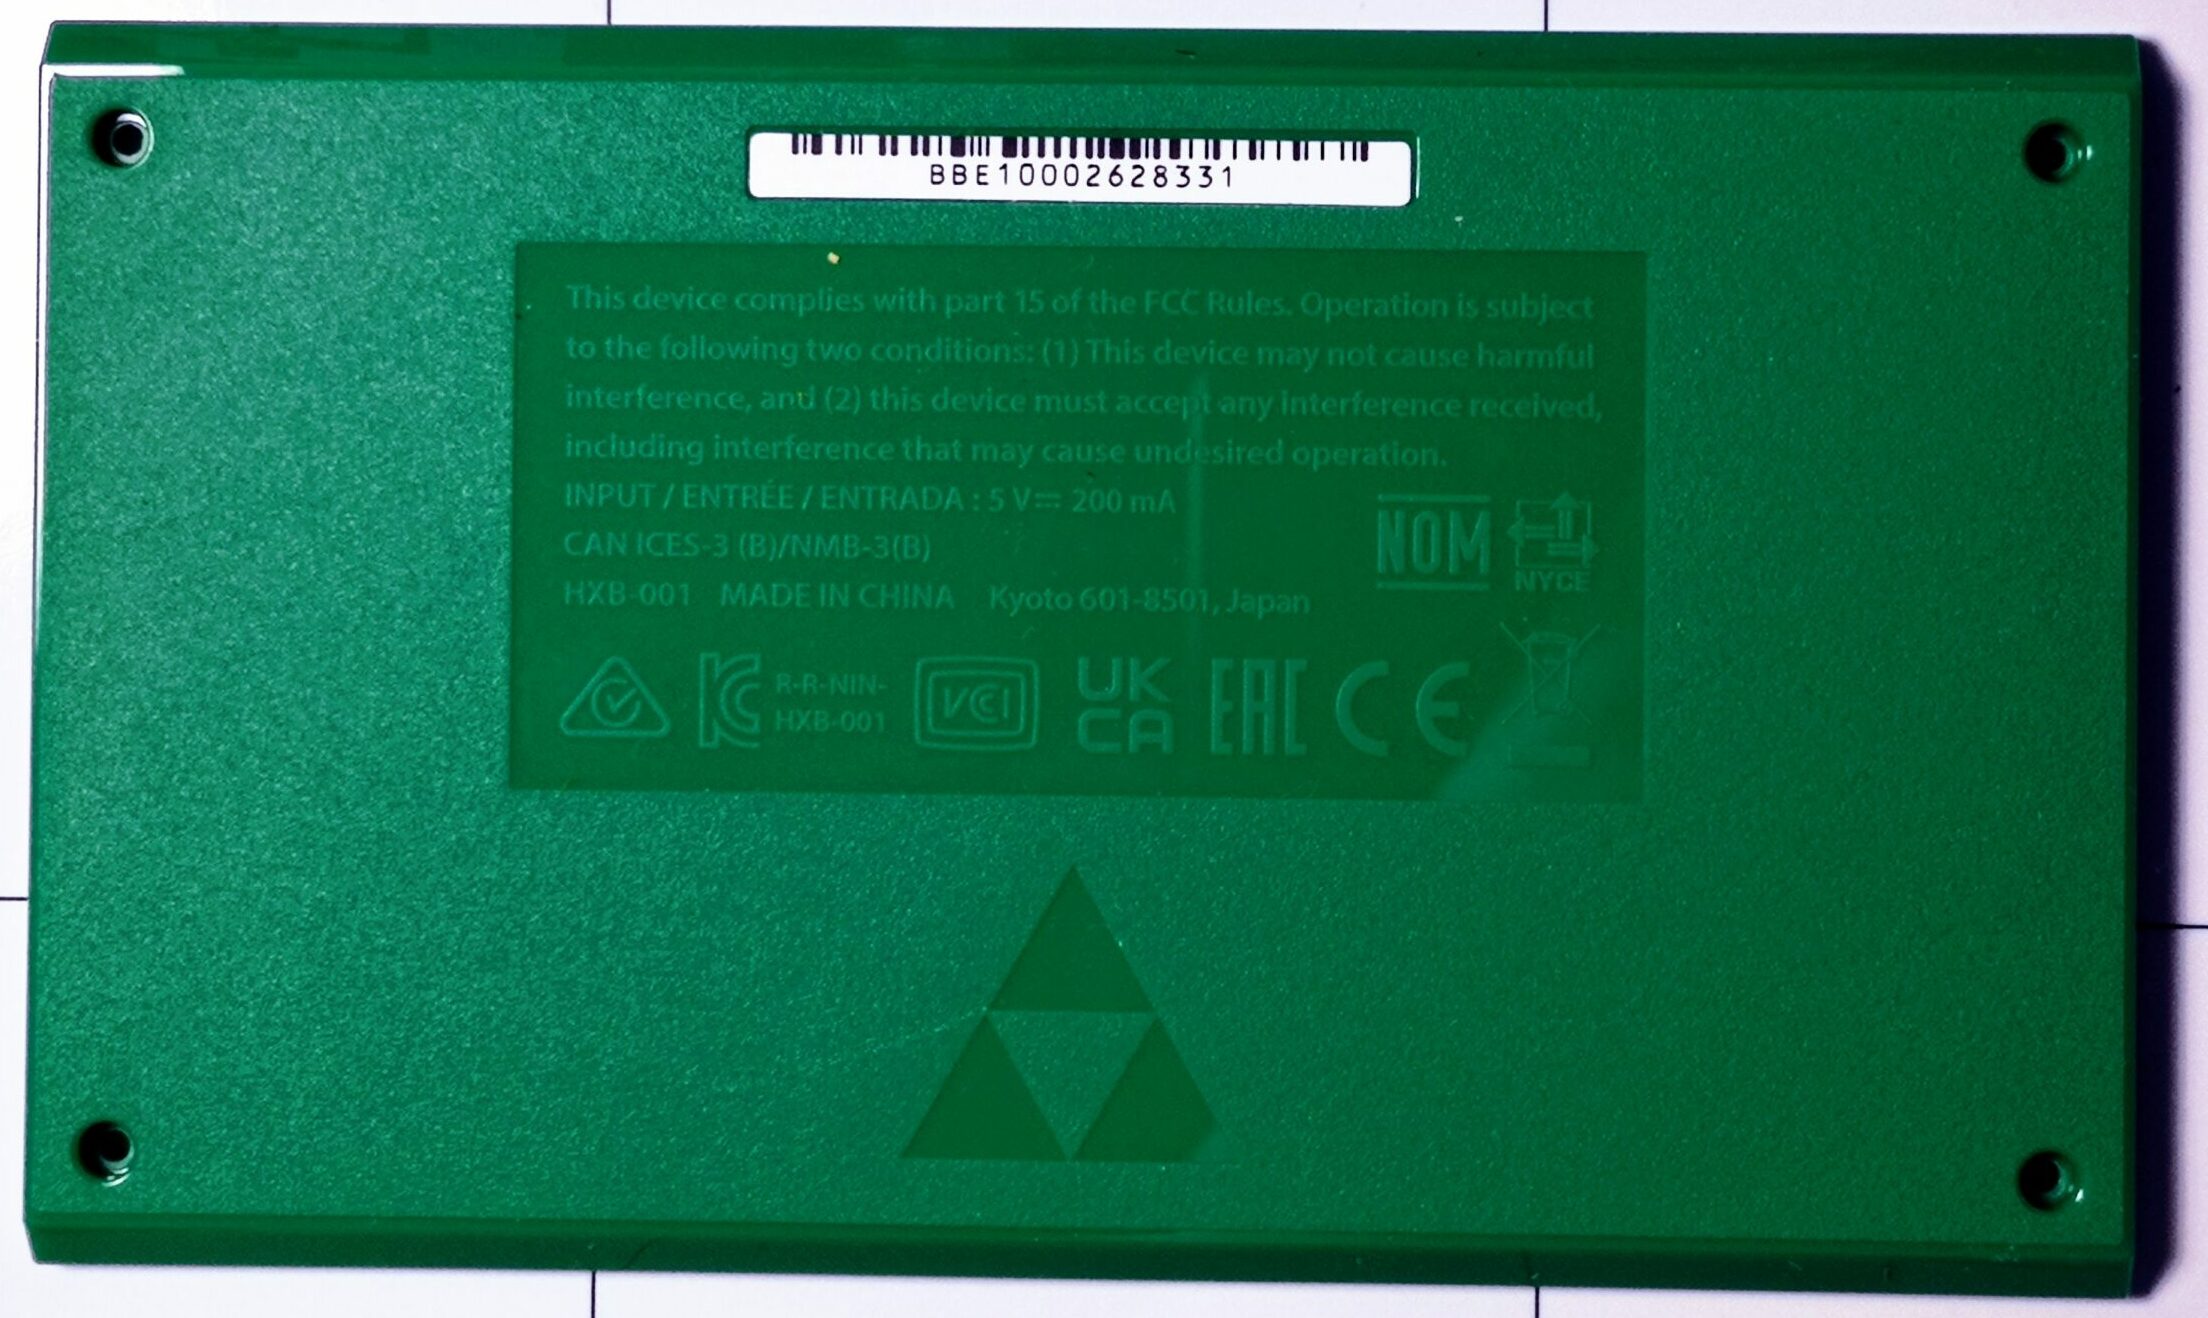 BBE10002628331
This device complies with part 15 of the FCC Rules. Operation is subject
to the following two conditions: (1) This device may not cause harmful
interference, and (2) this device must accept any interference received,
including interference that may cause undesired operation.
INPUT / ENTRÉE / ENTRADA : 5 V⎓ 200 mA
CAN ICES-3 (B)/NMB-3(B)
HXB-001 MADE IN CHINA Kyoto 601-8501, Japan
NOM
NYCE
R-R-NIN-
HXB-001
VCI
UK
CA
EAC
CE